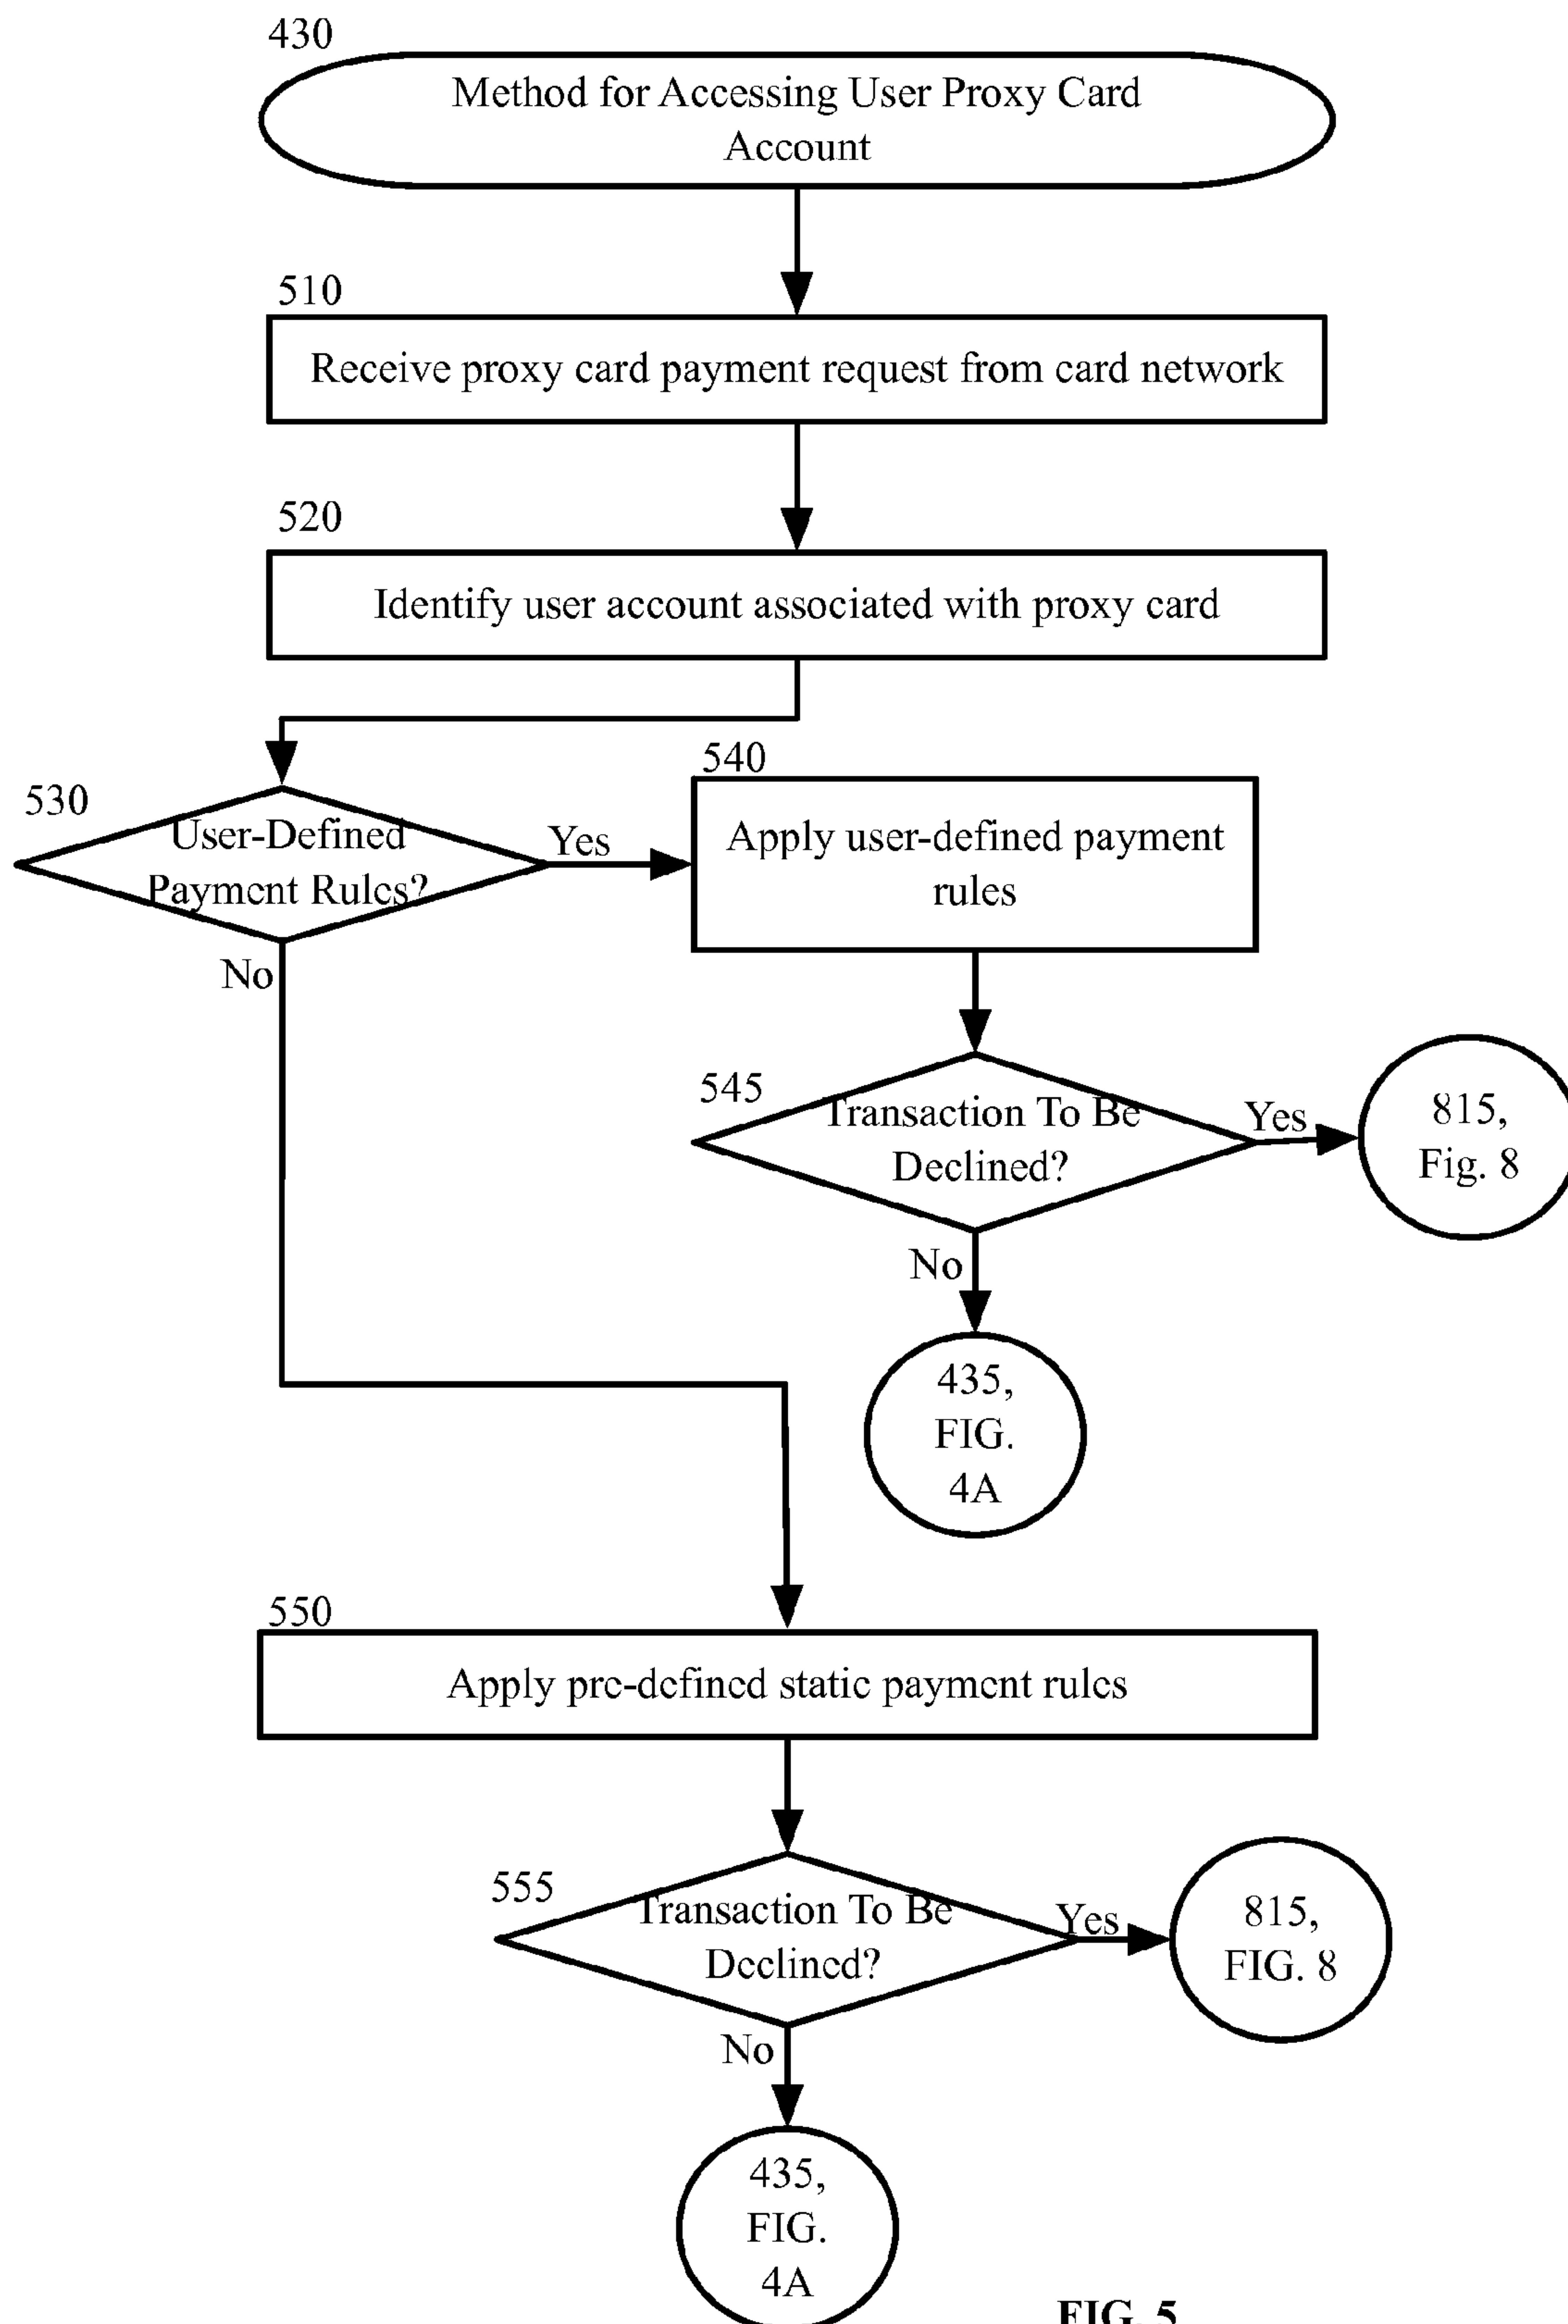 430
Method for Accessing User Proxy Card
Account
510
Receive proxy card payment request from card network
520
Identify user account associated with proxy card
530
User-Defined
Payment Rules?
Yes
No
540
Apply user-defined payment
rules
545
Transaction To Be
Declined?
Yes
815,
Fig. 8
No
435,
FIG.
4A
550
Apply pre-defined static payment rules
555
Transaction To Be
Declined?
Yes
815,
FIG. 8
No
435,
FIG.
4A
FIG. 5